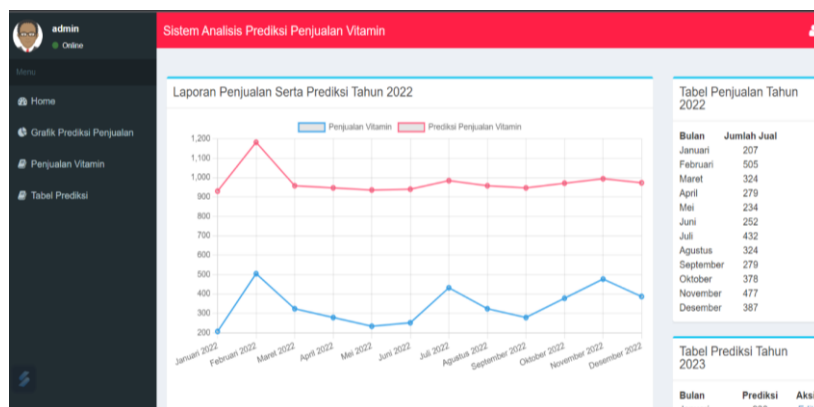 admin
Online
Menu
Home
Grafik Prediksi Penjualan
Penjualan Vitamin
Tabel Prediksi
Sistem Analisis Prediksi Penjualan Vitamin
Laporan Penjualan Serta Prediksi Tahun 2022
Penjualan Vitamin Prediksi Penjualan Vitamin
1,200
1,100
1,000
900
800
700
600
500
400
300
200
Januari 2022
Februari 2022
Maret 2022
April 2022
Mei 2022
Juni 2022
Juli 2022
Agustus 2022
September 2022
Oktober 2022
November 2022
Desember 2022
Tabel Penjualan Tahun
2022
Bulan Jumlah Jual
Januari 207
Februari 505
Maret 324
April 279
Mei 234
Juni 252
Juli 432
Agustus 324
September 279
Oktober 378
November 477
Desember 387
Tabel Prediksi Tahun
2023
Bulan Prediksi Aksi